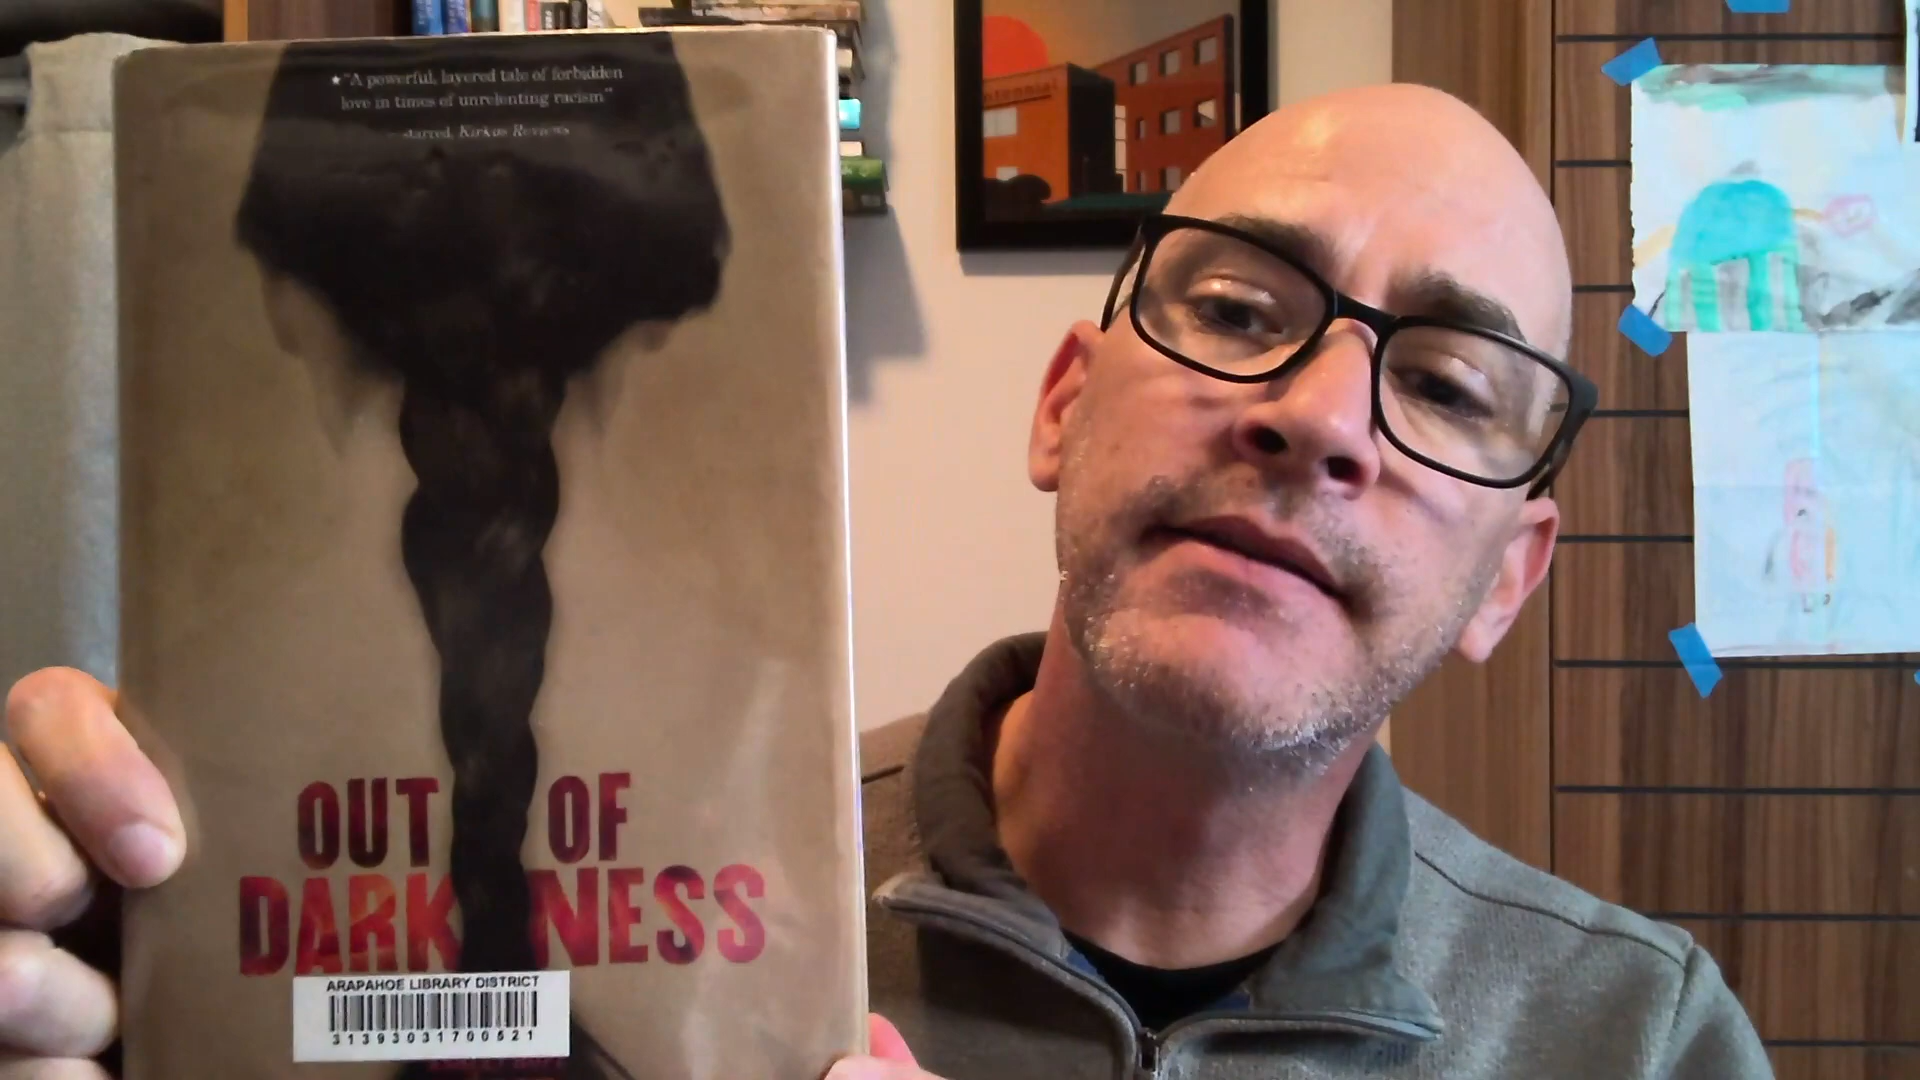 ★"A powerful, layered tale of forbidden
love in times of unrelenting racism"
—starred, Kirkus Reviews
OUT OF
DARKNESS
ARAPAHOE LIBRARY DISTRICT
31393031700521